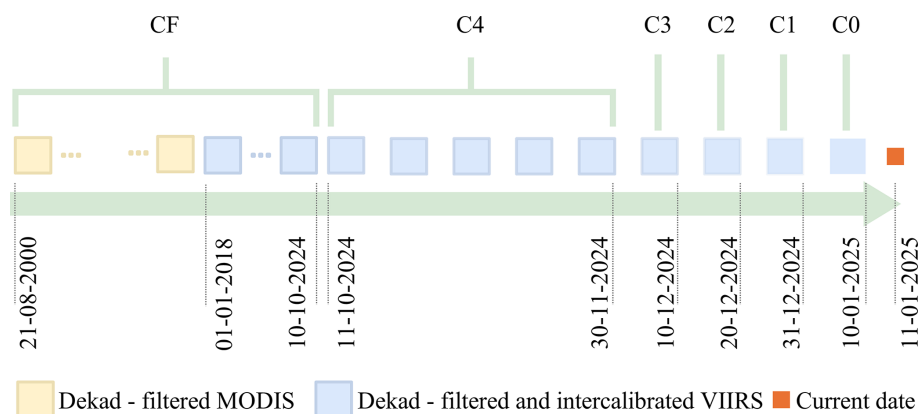 CF
C4
C3
C2
C1
C0
21-08-2000
01-01-2018
10-10-2024
11-10-2024
30-11-2024
10-12-2024
20-12-2024
31-12-2024
10-01-2025
11-01-2025
Dekad - filtered MODIS
Dekad - filtered and intercalibrated VIIRS
Current date